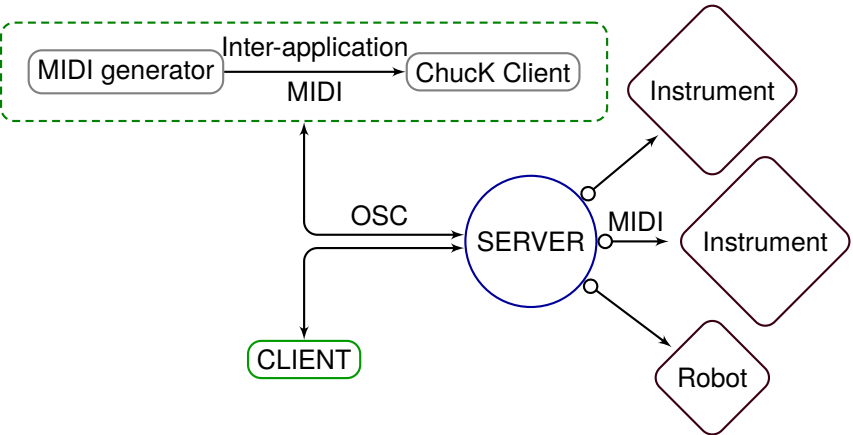 Inter-application
MIDI generator
ChucK Client
MIDI
Instrument
OSC
MIDI
SERVER
Instrument
CLIENT
Robot